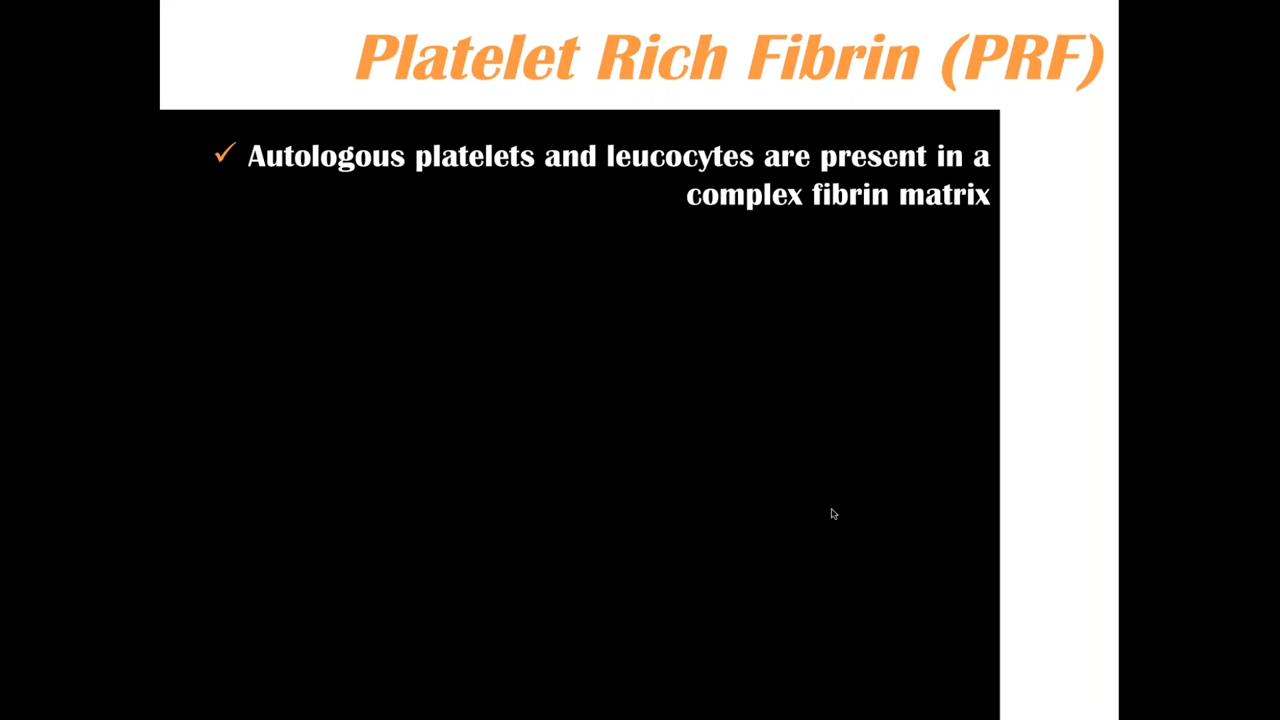 Platelet Rich Fibrin (PRF)
✓ Autologous platelets and leucocytes are present in a
complex fibrin matrix